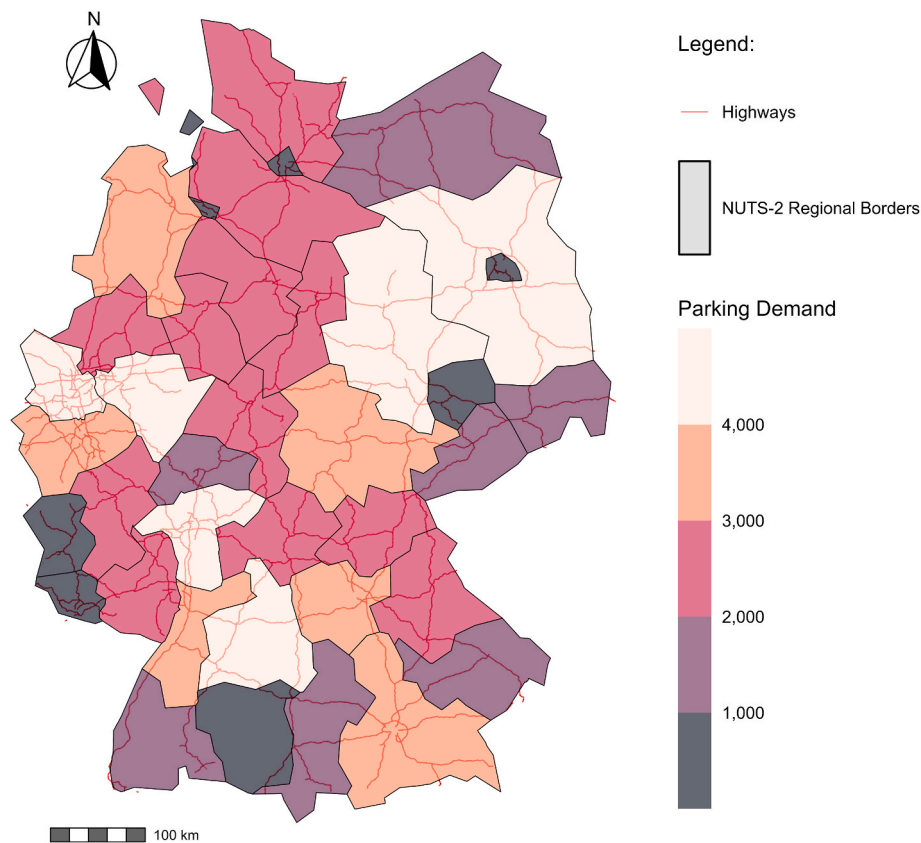 N
Legend:
Highways
NUTS-2 Regional Borders
Parking Demand
4,000
3,000
2,000
1,000
100 km